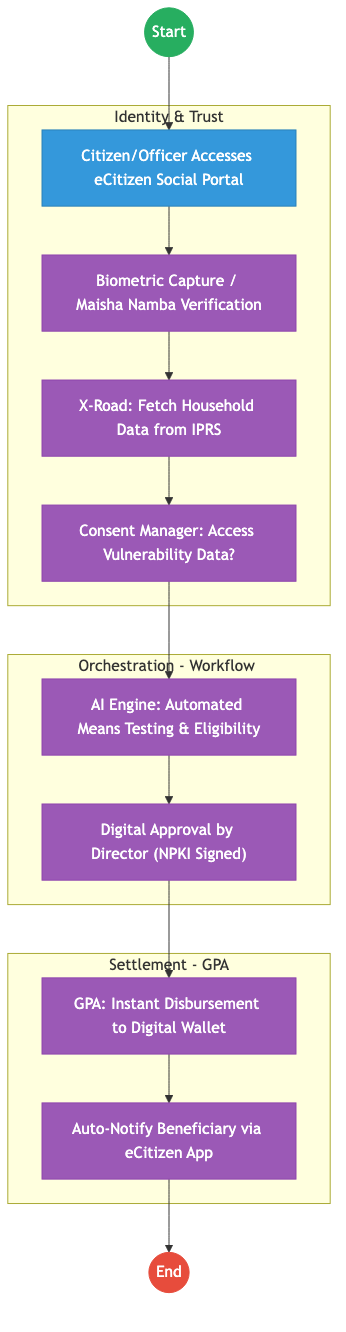 Start
Identity & Trust
Citizen/Officer Accesses
eCitizen Social Portal
Biometric Capture /
Maisha Namba Verification
X-Road: Fetch Household
Data from IPRS
Consent Manager: Access
Vulnerability Data?
Orchestration - Workflow
AI Engine: Automated
Means Testing & Eligibility
Digital Approval by
Director (NPKI Signed)
Settlement - GPA
GPA: Instant Disbursement
to Digital Wallet
Auto-Notify Beneficiary via
eCitizen App
End